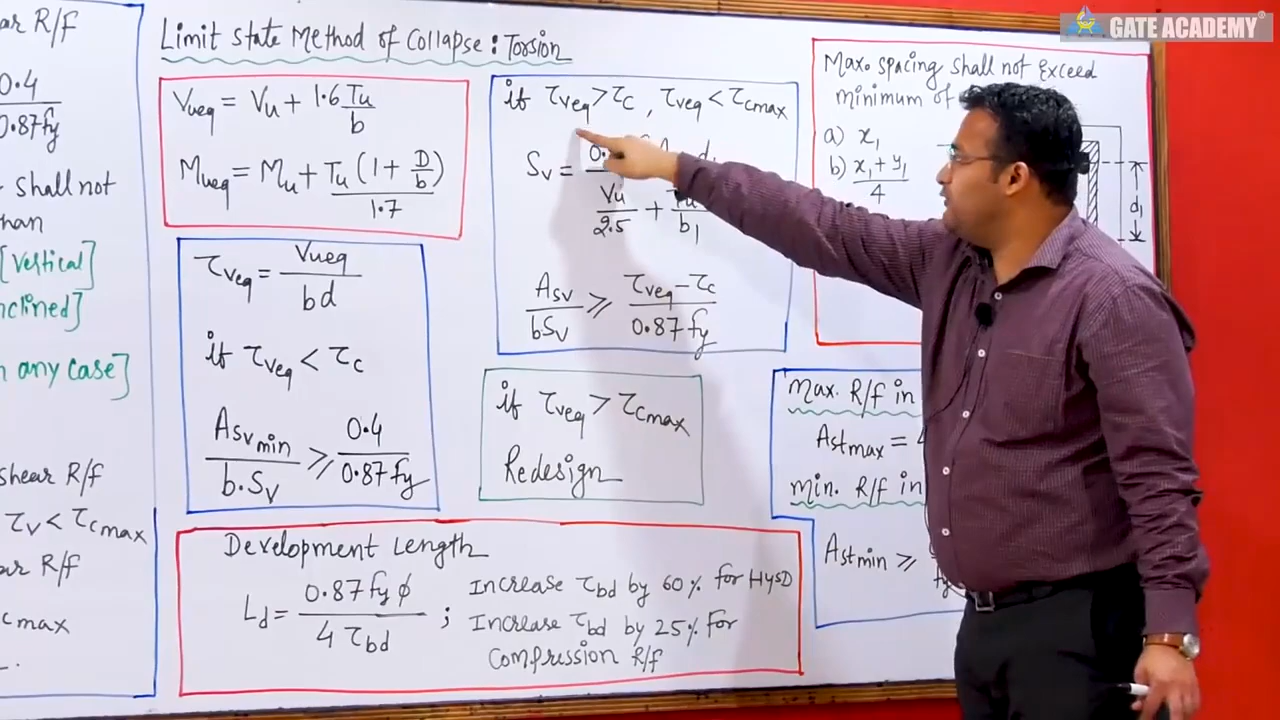 GATE ACADEMY
ar R/f
0.4
0.87fy
shall not
han
[Vertical]
nclined]
n any case]
shear R/f
τv < τcmax
ar R/f
cmax
Limit State Method of Collapse : Torsion
Vueq = Vu + 1.6 Tu/b
Mueq = Mu + Tu (1 + D/b)/1.7
τveq = Vueq/bd
if τveq < τc
Asvmin/b.Sv ≥ 0.4/0.87fy
if τveq > τc , τveq < τcmax
Sv =
Vu/2.5 + Tu/b1
Asv/bSv ≥ τveq - τc/0.87 fy
if τveq > τcmax
Redesign
Development Length
Ld = 0.87 fy φ/4 τbd ; Increase τbd by 60% for HYSD
Increase τbd by 25% for
Compression R/f
Max. spacing shall not exceed
minimum of
a) x1
b) x1 + y1/4
d1
Max. R/f in
Astmax =
min. R/f in
Astmin ≥
fy